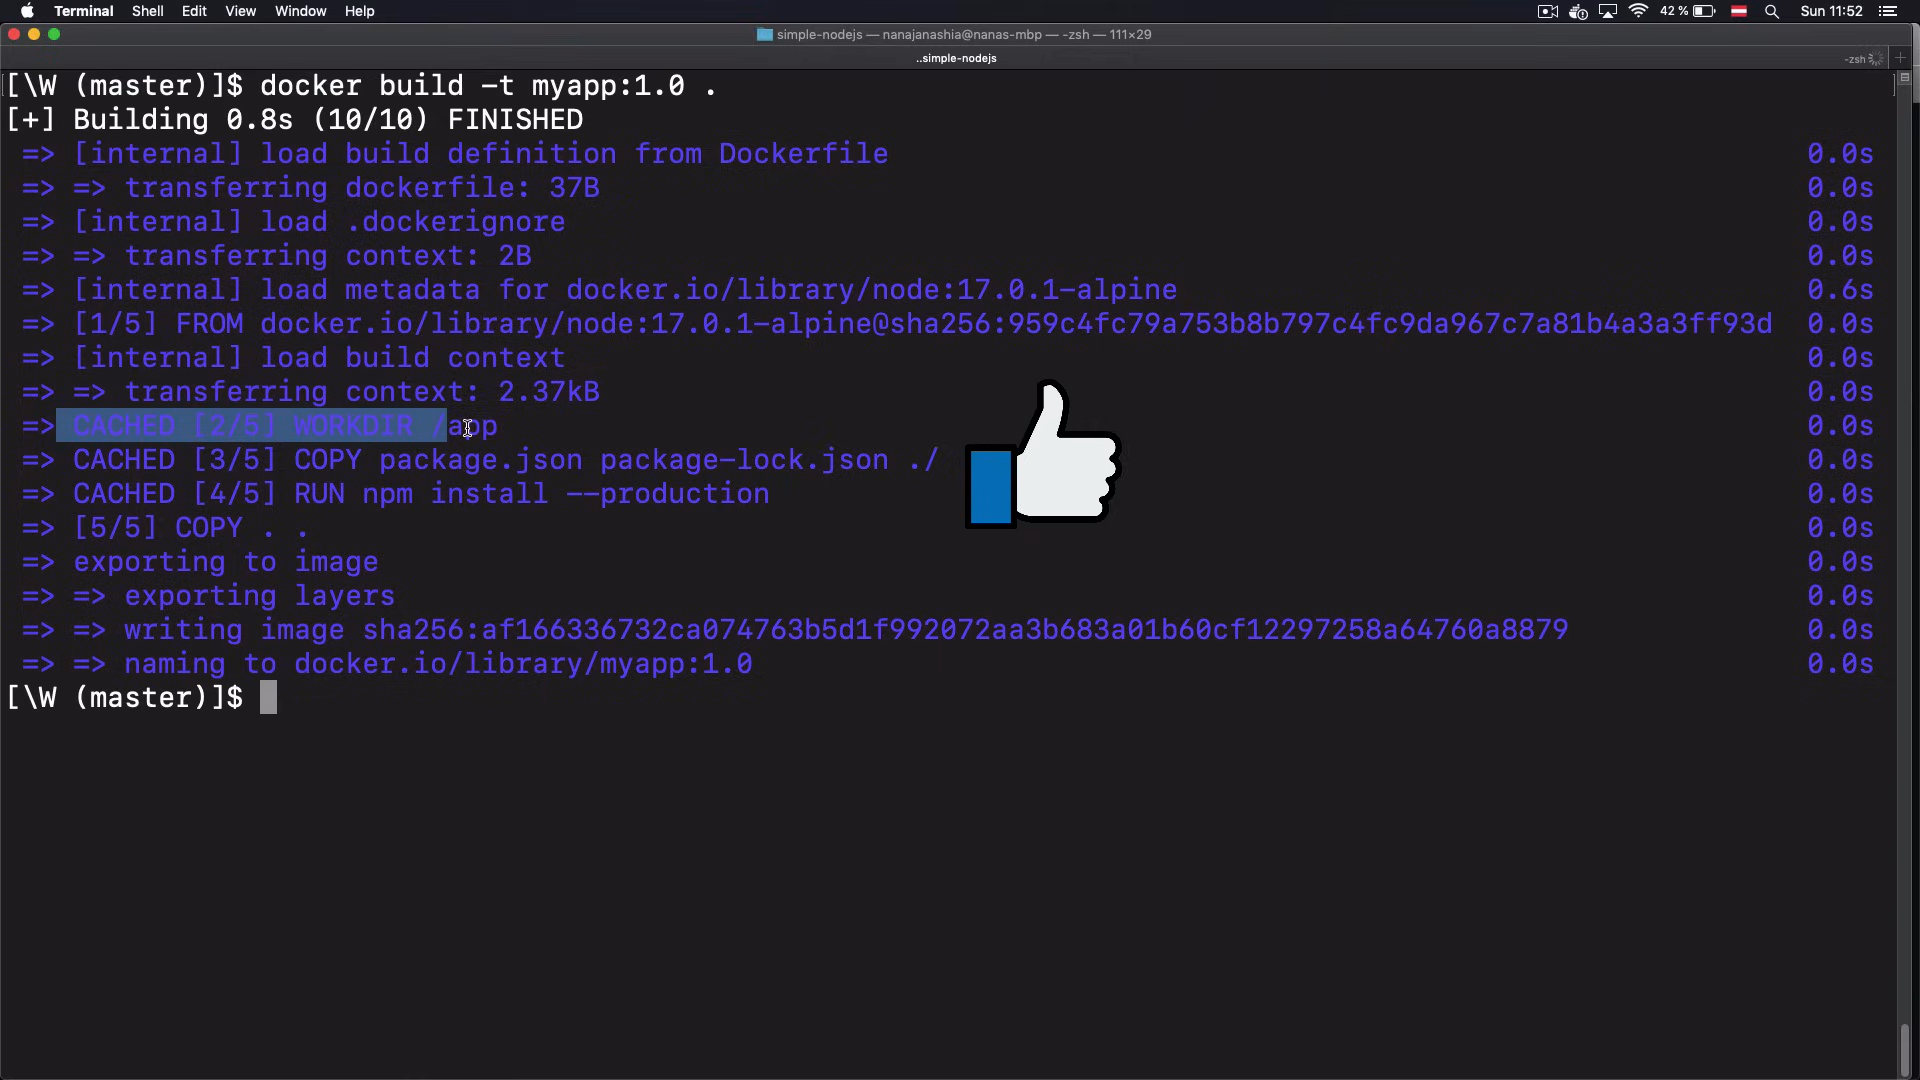 Terminal Shell Edit View Window Help 42 % Sun 11:52
simple-nodejs — nanajanashia@nanas-mbp — -zsh — 111×29
..simple-nodejs -zsh
[\W (master)]$ docker build -t myapp:1.0 .
[+] Building 0.8s (10/10) FINISHED
=> [internal] load build definition from Dockerfile 0.0s
=> => transferring dockerfile: 37B 0.0s
=> [internal] load .dockerignore 0.0s
=> => transferring context: 2B 0.0s
=> [internal] load metadata for docker.io/library/node:17.0.1-alpine 0.6s
=> [1/5] FROM docker.io/library/node:17.0.1-alpine@sha256:959c4fc79a753b8b797c4fc9da967c7a81b4a3a3ff93d 0.0s
=> [internal] load build context 0.0s
=> => transferring context: 2.37kB 0.0s
=> CACHED [2/5] WORKDIR /app 0.0s
=> CACHED [3/5] COPY package.json package-lock.json ./ 0.0s
=> CACHED [4/5] RUN npm install --production 0.0s
=> [5/5] COPY . . 0.0s
=> exporting to image 0.0s
=> => exporting layers 0.0s
=> => writing image sha256:af166336732ca074763b5d1f992072aa3b683a01b60cf12297258a64760a8879 0.0s
=> => naming to docker.io/library/myapp:1.0 0.0s
[\W (master)]$